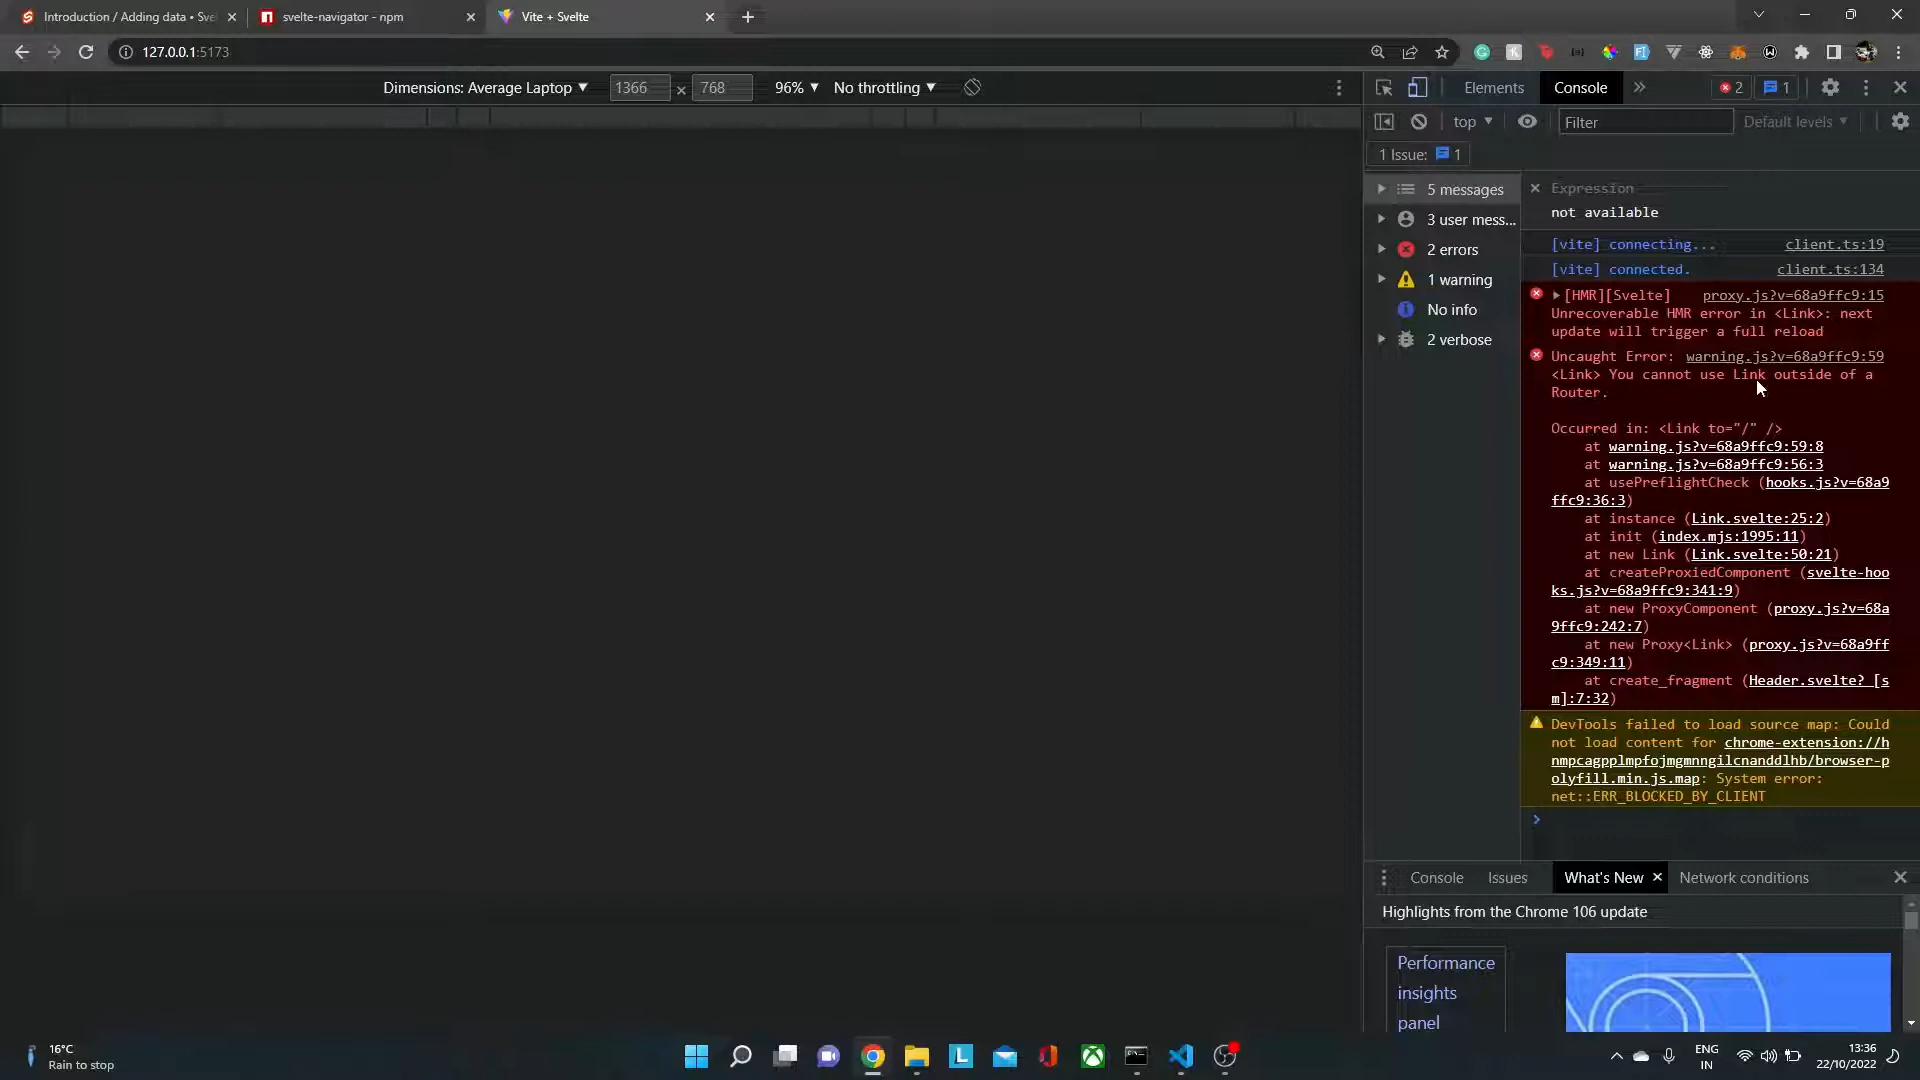 Introduction / Adding data • Sve
svelte-navigator - npm
Vite + Svelte
127.0.0.1:5173
Dimensions: Average Laptop ▼ 1366 × 768 96% ▼ No throttling ▼
Elements Console » 2 1
top ▼ Filter Default levels ▼
1 Issue: 1
5 messages
3 user mess...
2 errors
1 warning
No info
2 verbose
Expression
not available
[vite] connecting... client.ts:19
[vite] connected. client.ts:134
[HMR][Svelte] proxy.js?v=68a9ffc9:15
Unrecoverable HMR error in <Link>: next
update will trigger a full reload
Uncaught Error: warning.js?v=68a9ffc9:59
<Link> You cannot use Link outside of a
Router.
Occurred in: <Link to="/" />
at warning.js?v=68a9ffc9:59:8
at warning.js?v=68a9ffc9:56:3
at usePreflightCheck (hooks.js?v=68a9
ffc9:36:3)
at instance (Link.svelte:25:2)
at init (index.mjs:1995:11)
at new Link (Link.svelte:50:21)
at createProxiedComponent (svelte-hoo
ks.js?v=68a9ffc9:341:9)
at new ProxyComponent (proxy.js?v=68a
9ffc9:242:7)
at new Proxy<Link> (proxy.js?v=68a9ff
c9:349:11)
at create_fragment (Header.svelte? [s
m]:7:32)
DevTools failed to load source map: Could
not load content for chrome-extension://h
nmpcagpplmpfojmgmnngilcnanddlhb/browser-p
olyfill.min.js.map: System error:
net::ERR_BLOCKED_BY_CLIENT
Console Issues What's New Network conditions
Highlights from the Chrome 106 update
Performance
insights
panel
16°C
Rain to stop
ENG
IN
13:36
22/10/2022